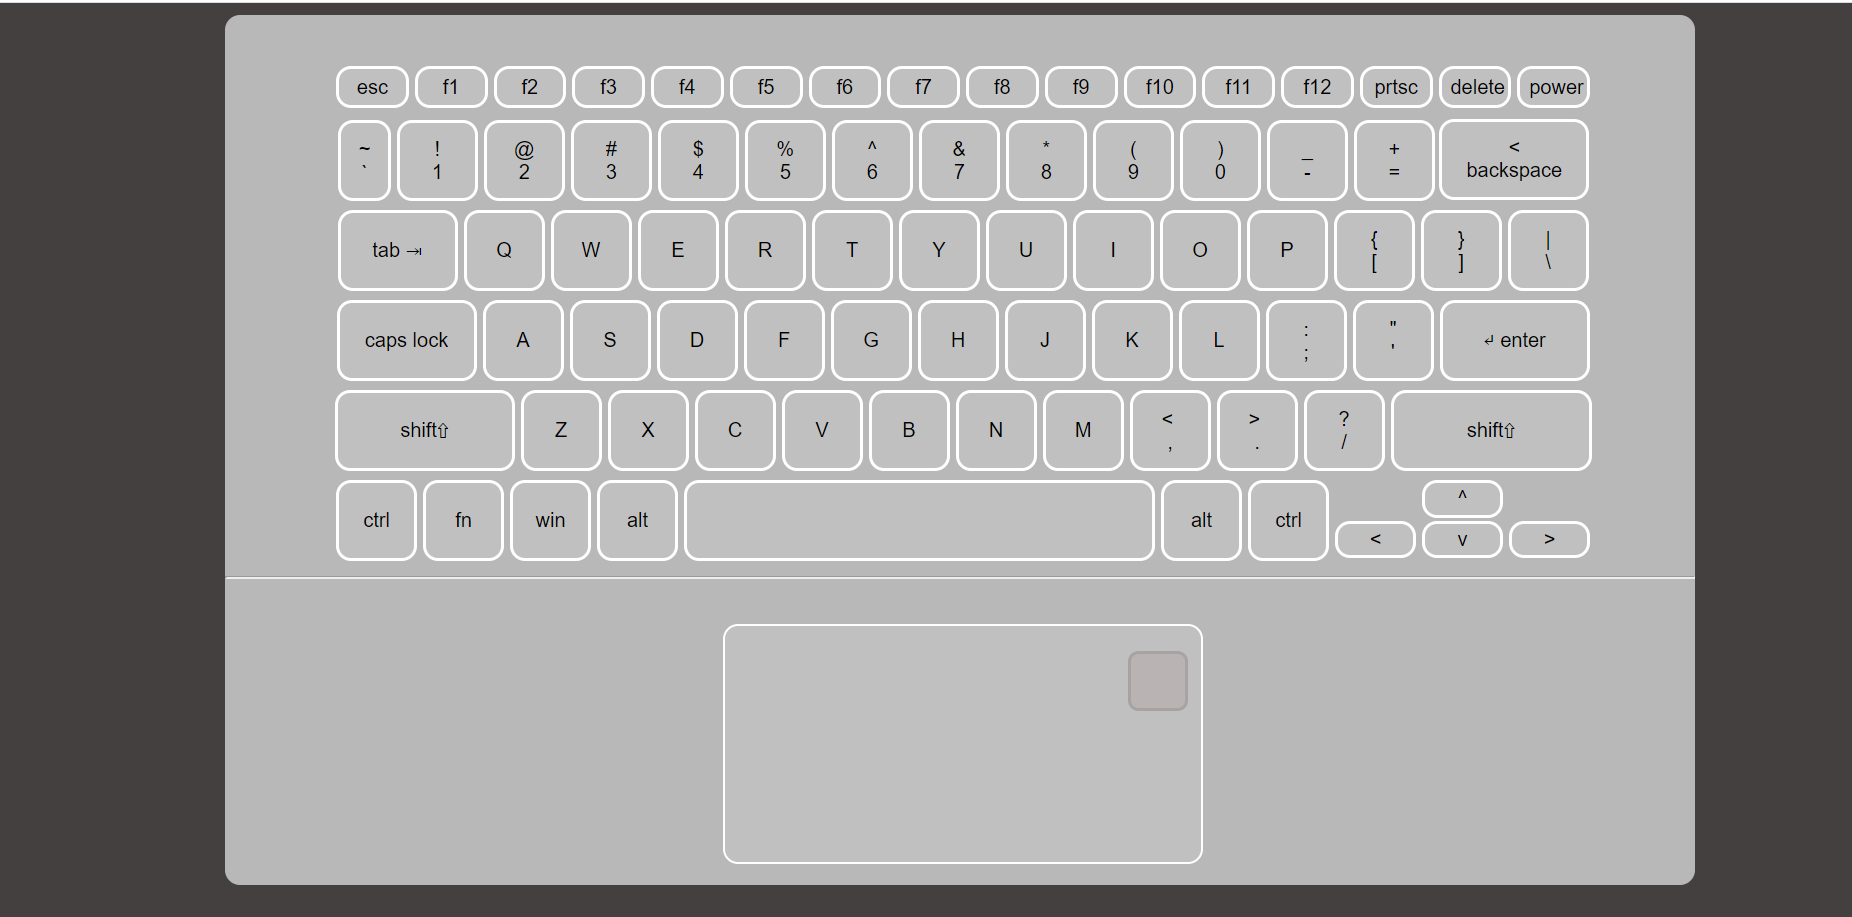 esc f1 f2 f3 f4 f5 f6 f7 f8 f9 f10 f11 f12 prtsc delete power
~ ! @ # $ % ^ & * ( ) _ + <
` 1 2 3 4 5 6 7 8 9 0 - = backspace
tab ⇥ Q W E R T Y U I O P { } |
[ ] \
caps lock A S D F G H J K L : " ↵ enter
; '
shift⇧ Z X C V B N M < > ? shift⇧
, . /
ctrl fn win alt alt ctrl ^
< v >